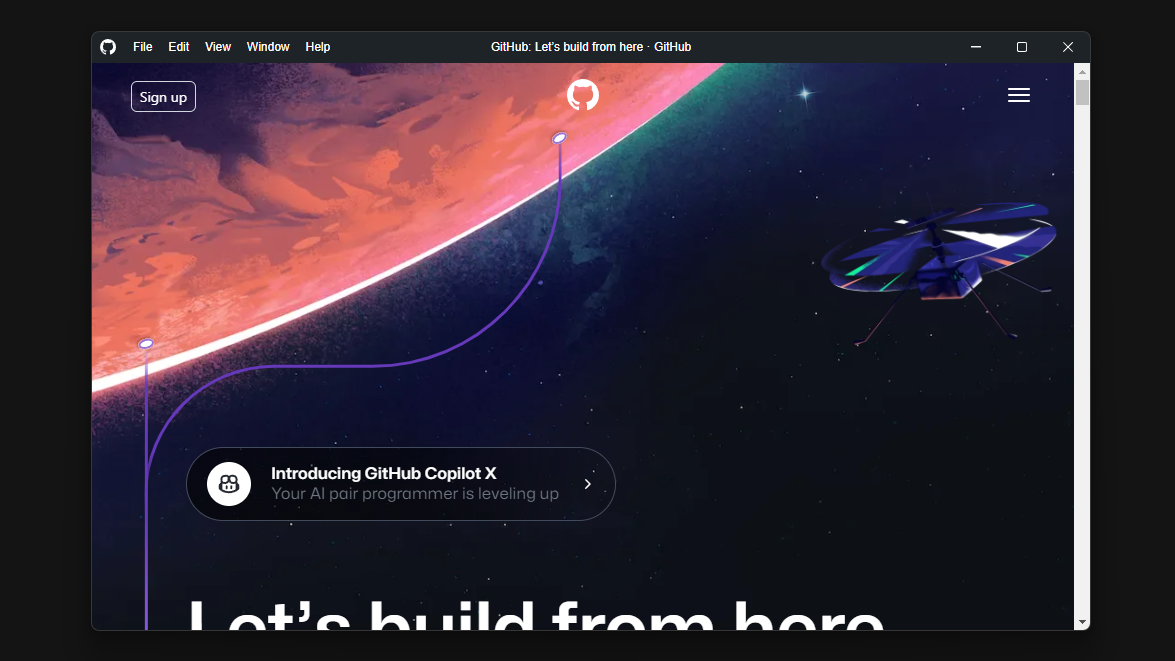 File Edit View Window Help GitHub: Let's build from here · GitHub
Sign up
Introducing GitHub Copilot X
Your AI pair programmer is leveling up
Let’s build from here